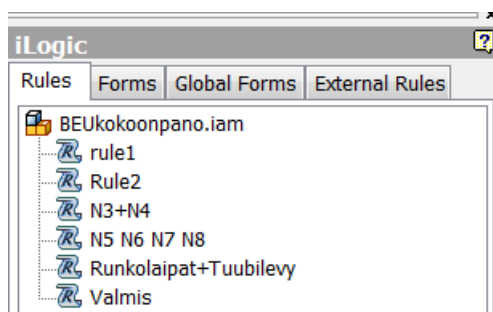 iLogic
Rules Forms Global Forms External Rules
BEUkokoonpano.iam
rule1
Rule2
N3+N4
N5 N6 N7 N8
Runkolaipat+Tuubilevy
Valmis